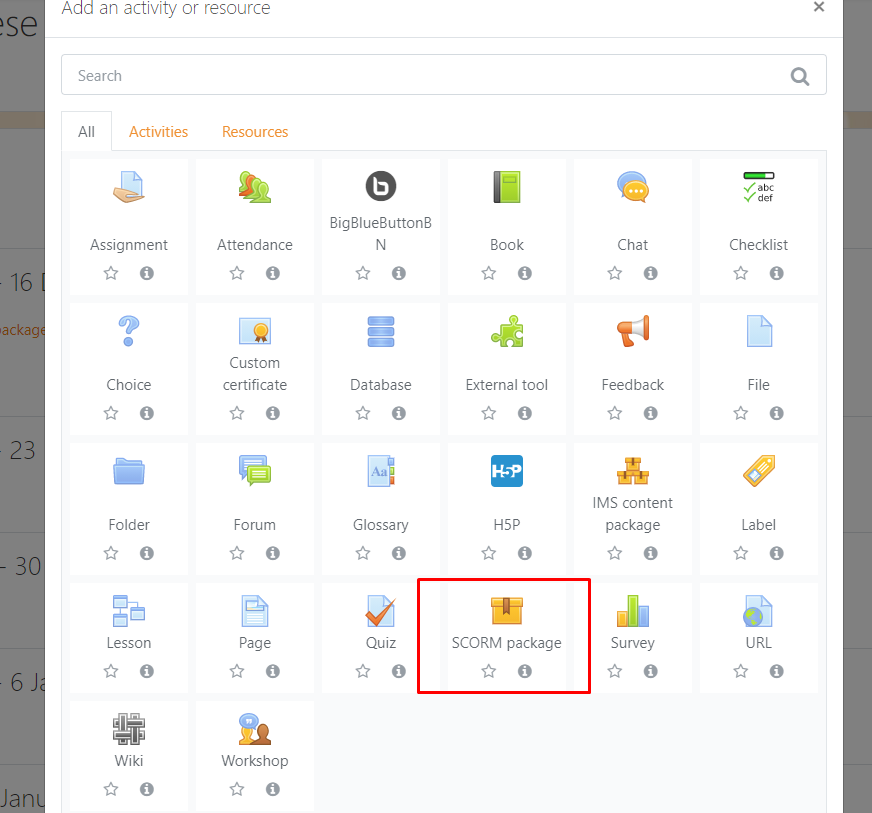 Add an activity or resource
×
ese
Search
All
Activities
Resources
Assignment
Attendance
BigBlueButtonB
N
Book
Chat
abc
def
Checklist
- 16 D
package
Choice
Custom
certificate
Database
External tool
Feedback
File
- 23
Folder
Forum
Aa
Glossary
H5P
H5P
IMS content
package
Label
- 30
Lesson
Page
Quiz
SCORM package
Survey
URL
- 6 Ja
Wiki
Workshop
Janu